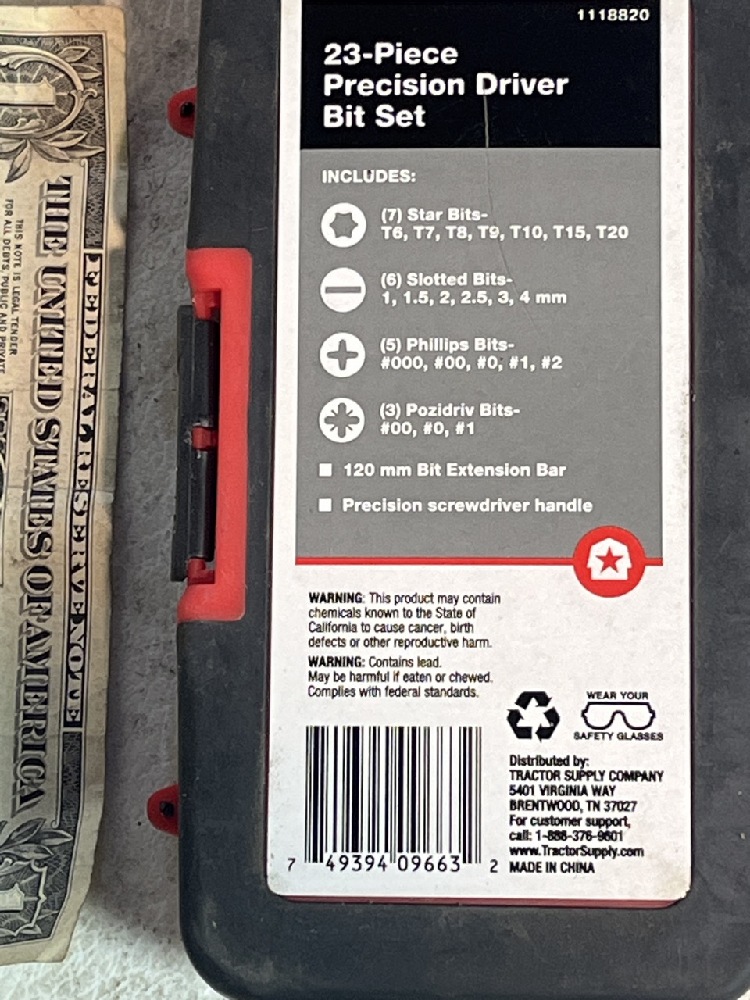 1118820
23-Piece
Precision Driver
Bit Set
INCLUDES:
(7) Star Bits-
T6, T7, T8, T9, T10, T15, T20
(6) Slotted Bits-
1, 1.5, 2, 2.5, 3, 4 mm
(5) Phillips Bits-
#000, #00, #0, #1, #2
(3) Pozidriv Bits-
#00, #0, #1
120 mm Bit Extension Bar
Precision screwdriver handle
WARNING: This product may contain
chemicals known to the State of
California to cause cancer, birth
defects or other reproductive harm.
WARNING: Contains lead.
May be harmful if eaten or chewed.
Complies with federal standards.
WEAR YOUR
SAFETY GLASSES
Distributed by:
TRACTOR SUPPLY COMPANY
5401 VIRGINIA WAY
BRENTWOOD, TN 37027
For customer support,
call: 1-888-376-9601
www.TractorSupply.com
MADE IN CHINA
7 49394 09663 2
FEDERAL RESERVE NOTE
THE UNITED STATES OF AMERICA
THIS NOTE IS LEGAL TENDER
FOR ALL DEBTS, PUBLIC AND PRIVATE
1
1